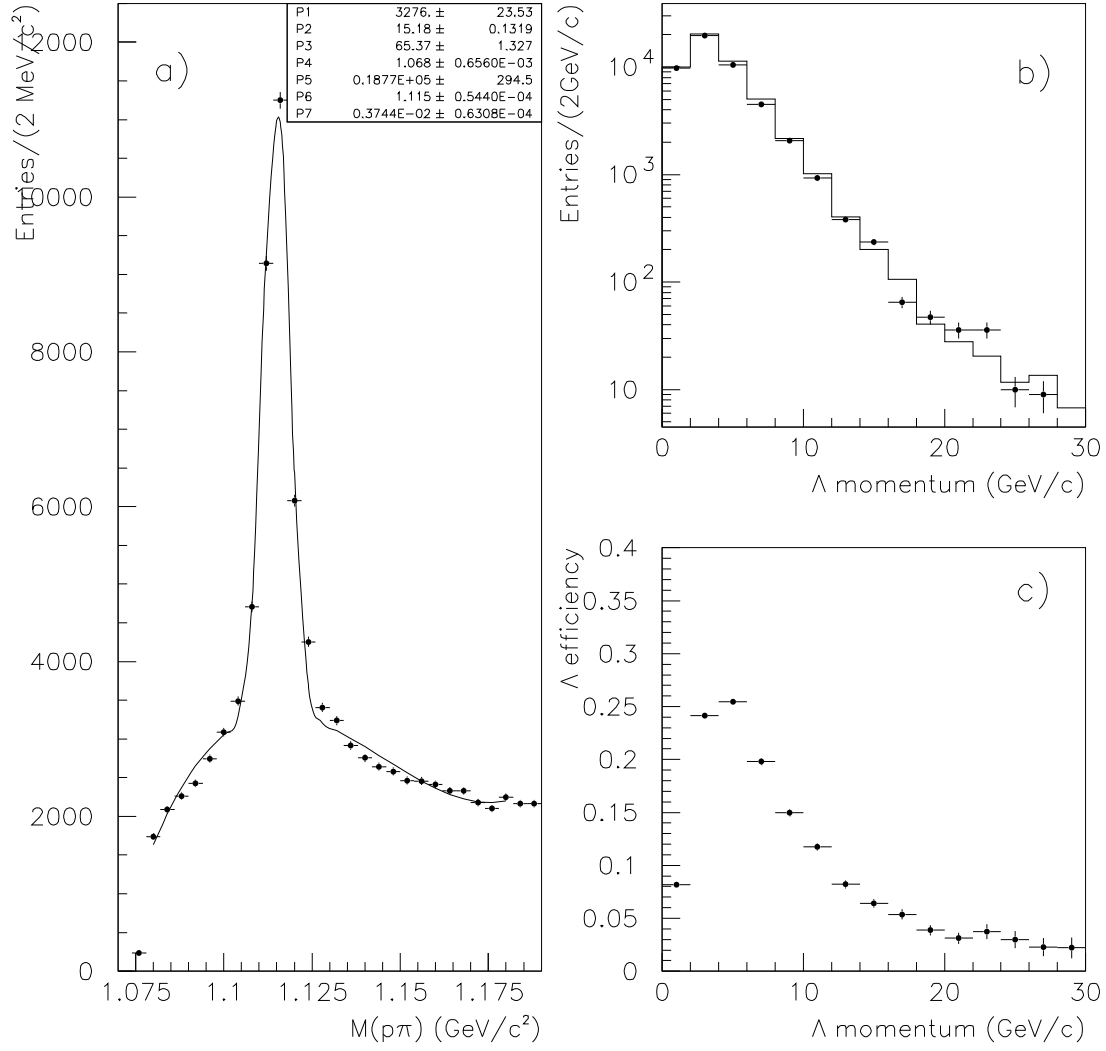 P1 3276. ± 23.53
P2 15.18 ± 0.1319
P3 65.37 ± 1.327
P4 1.068 ± 0.6560E-03
P5 0.1877E+05 ± 294.5
P6 1.115 ± 0.5440E-04
P7 0.3744E-02 ± 0.6308E-04
a)
Entries/(2 MeV/c²)
12000
10000
8000
6000
4000
2000
0
1.075 1.1 1.125 1.15 1.175
M(pπ) (GeV/c²)
b)
Entries/(2GeV/c)
10⁴
10³
10²
10
0 10 20 30
Λ momentum (GeV/c)
c)
Λ efficiency
0.4
0.35
0.3
0.25
0.2
0.15
0.1
0.05
0
0 10 20 30
Λ momentum (GeV/c)